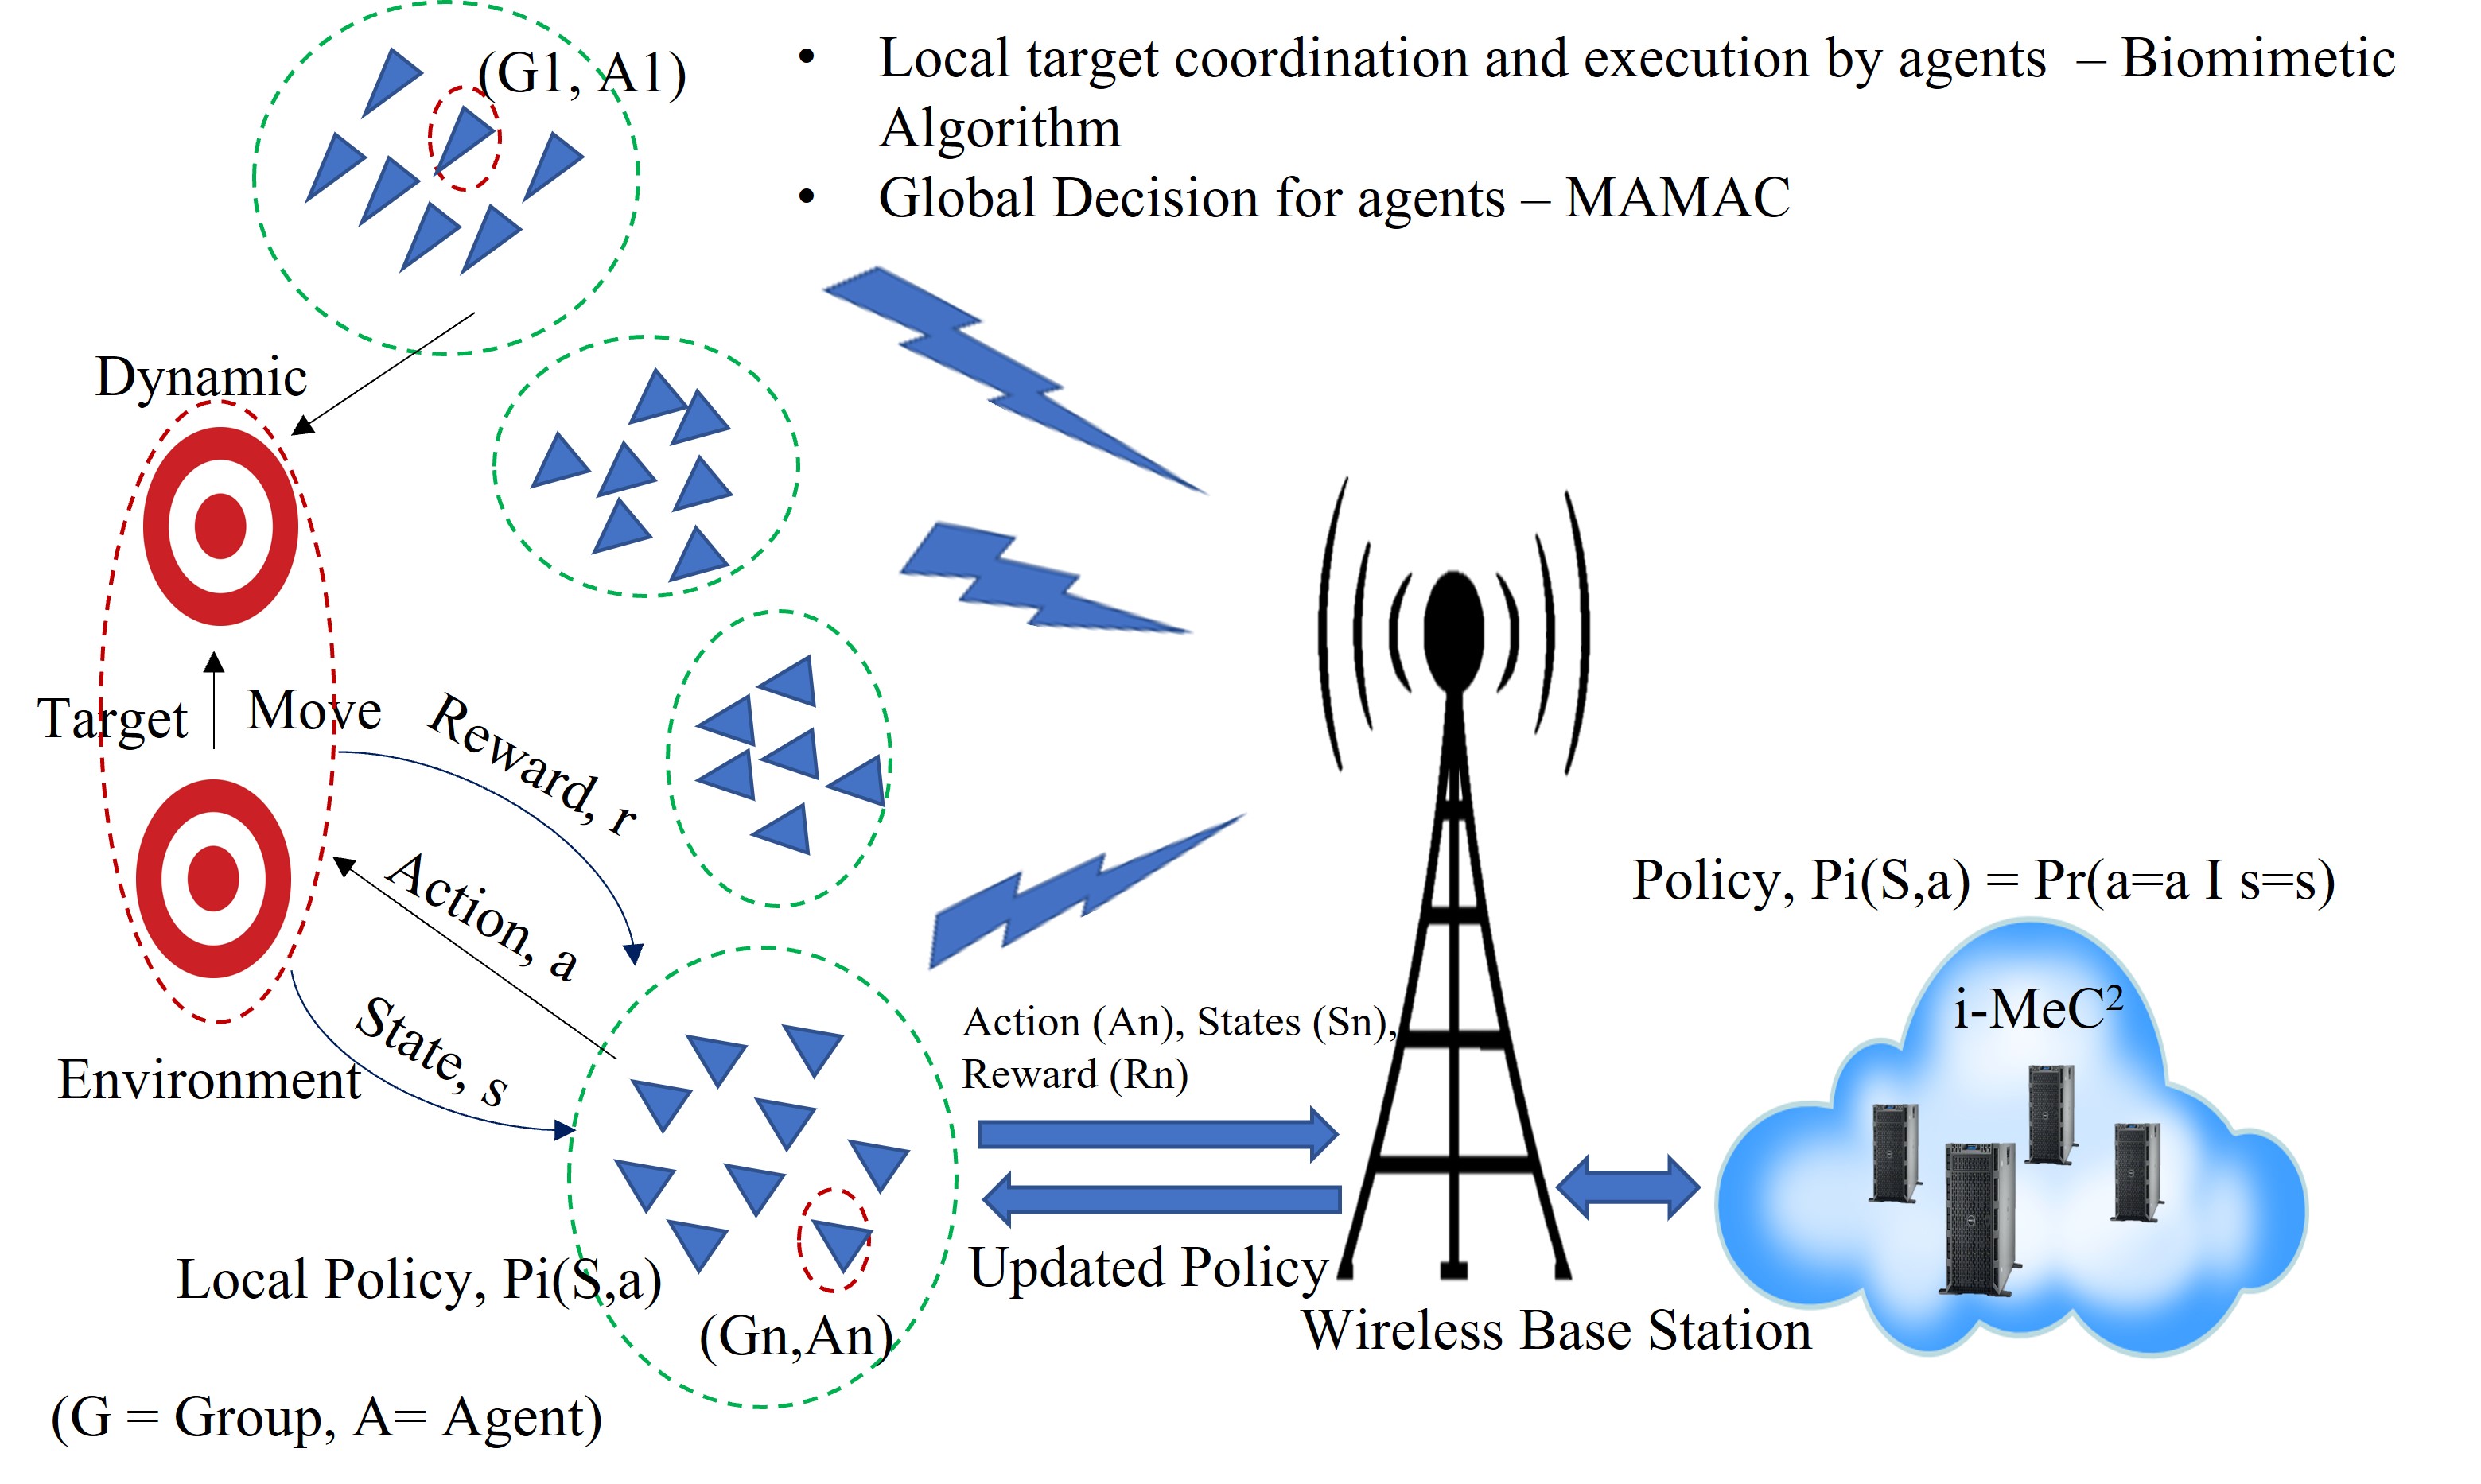 (G1, A1)
• Local target coordination and execution by agents – Biomimetic
Algorithm
• Global Decision for agents – MAMAC
Dynamic
Target
Move
Reward, r
Action, a
State, s
Environment
Policy, Pi(S,a) = Pr(a=a I s=s)
i-MeC²
Action (An), States (Sn),
Reward (Rn)
Updated Policy
Wireless Base Station
Local Policy, Pi(S,a)
(Gn,An)
(G = Group, A= Agent)